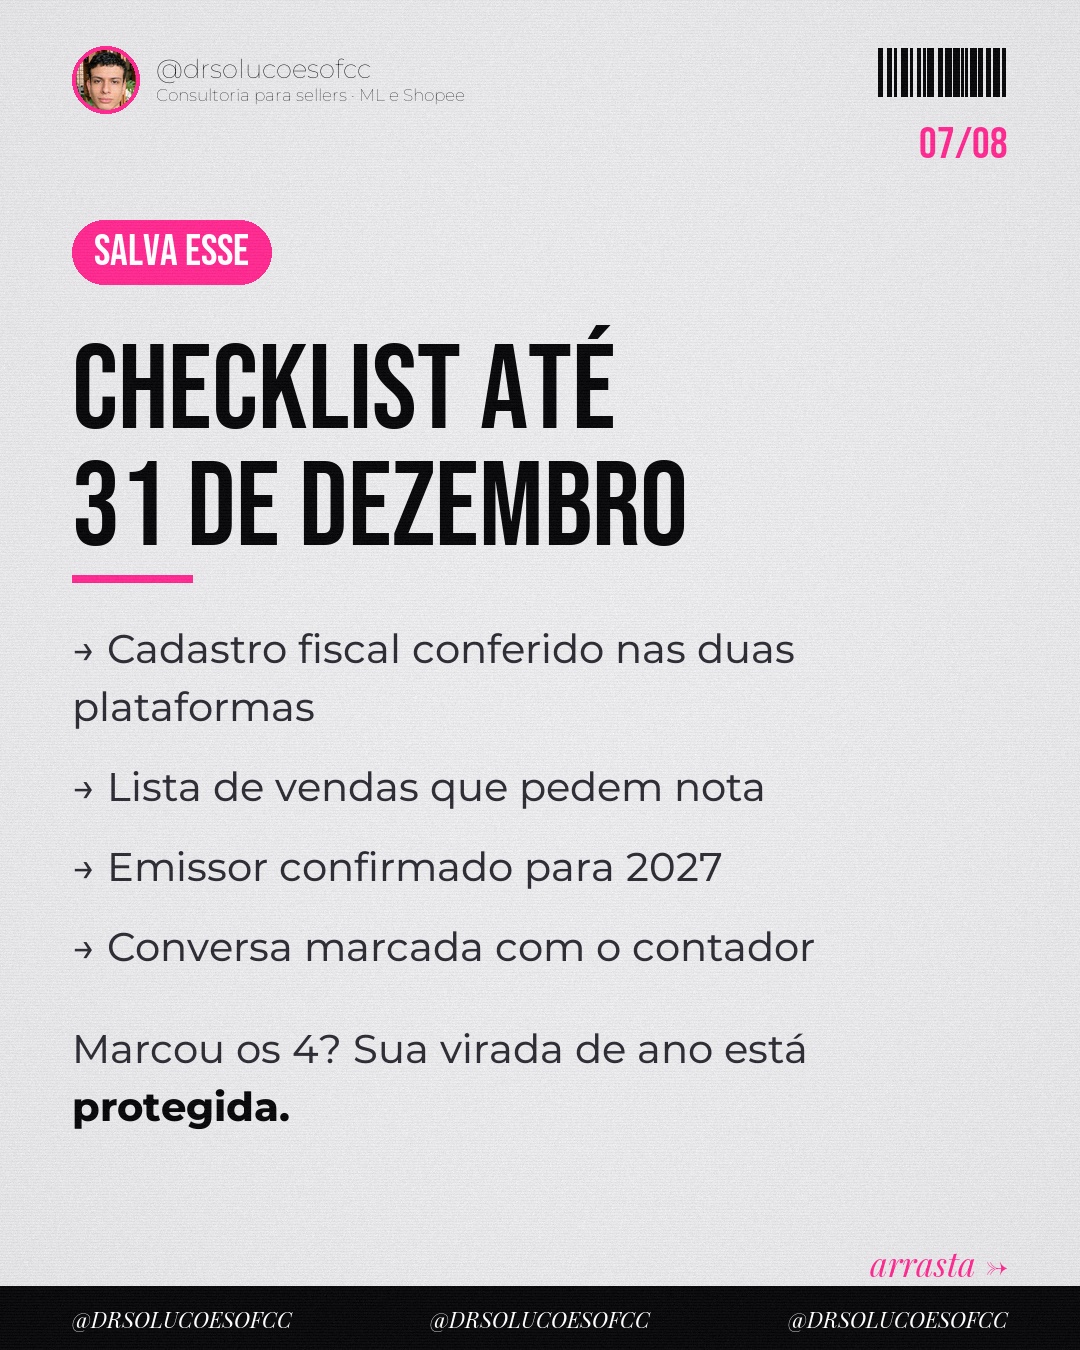 @drsolucoesofcc
Consultoria para sellers · ML e Shopee
07/08
SALVA ESSE
CHECKLIST ATÉ
31 DE DEZEMBRO
→ Cadastro fiscal conferido nas duas
plataformas
→ Lista de vendas que pedem nota
→ Emissor confirmado para 2027
→ Conversa marcada com o contador
Marcou os 4? Sua virada de ano está
protegida.
arrasta ➳
@DRSOLUCOESOFCC @DRSOLUCOESOFCC @DRSOLUCOESOFCC